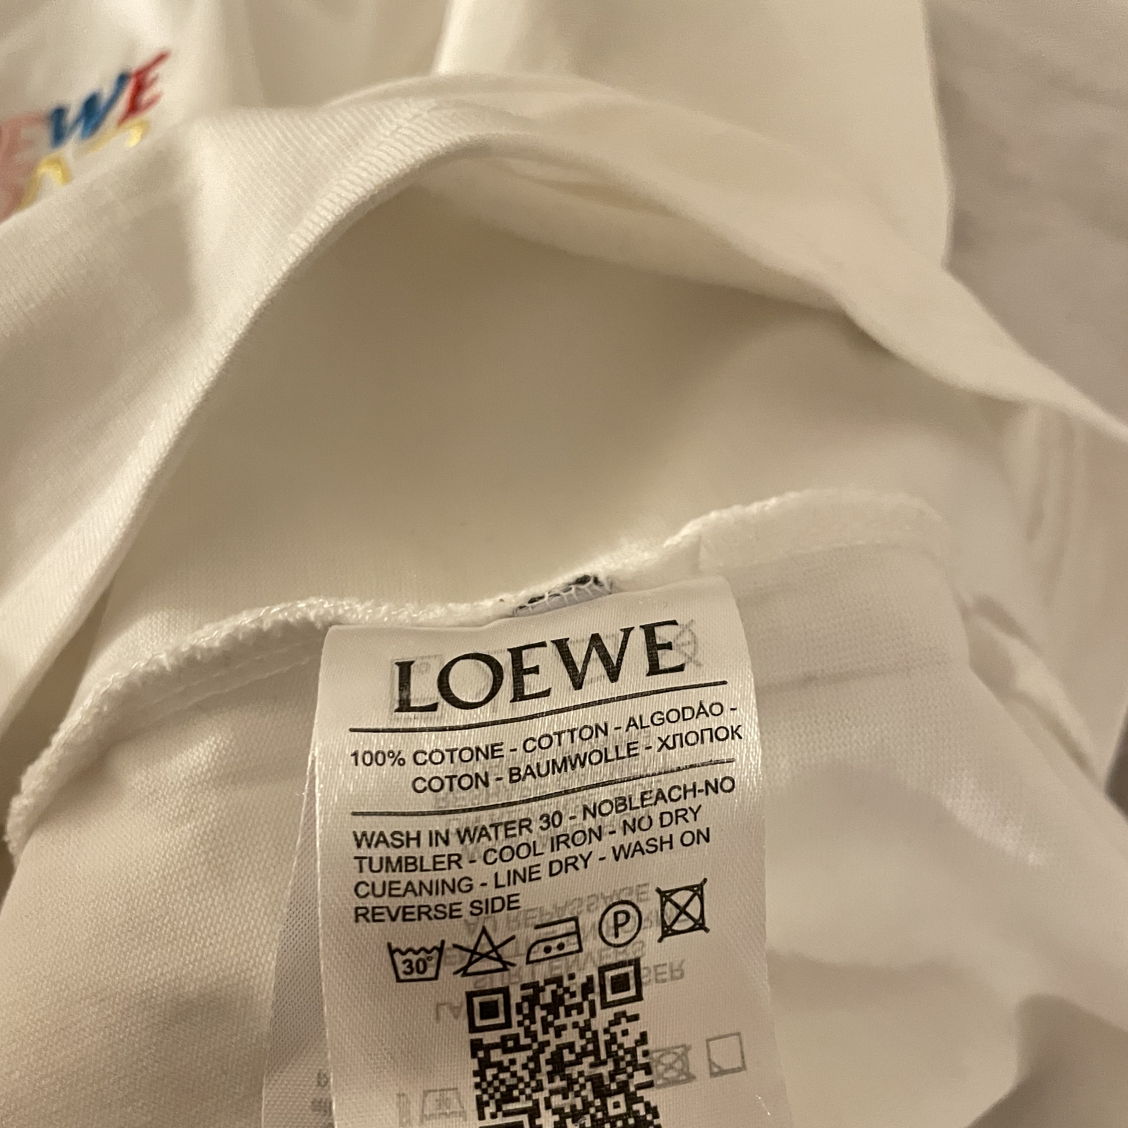 EWE
LOEWE
100% COTONE - COTTON - ALGODÃO -
COTON - BAUMWOLLE - ХЛОПОК
WASH IN WATER 30 - NOBLEACH-NO
TUMBLER - COOL IRON - NO DRY
CUEANING - LINE DRY - WASH ON
REVERSE SIDE
30°
P